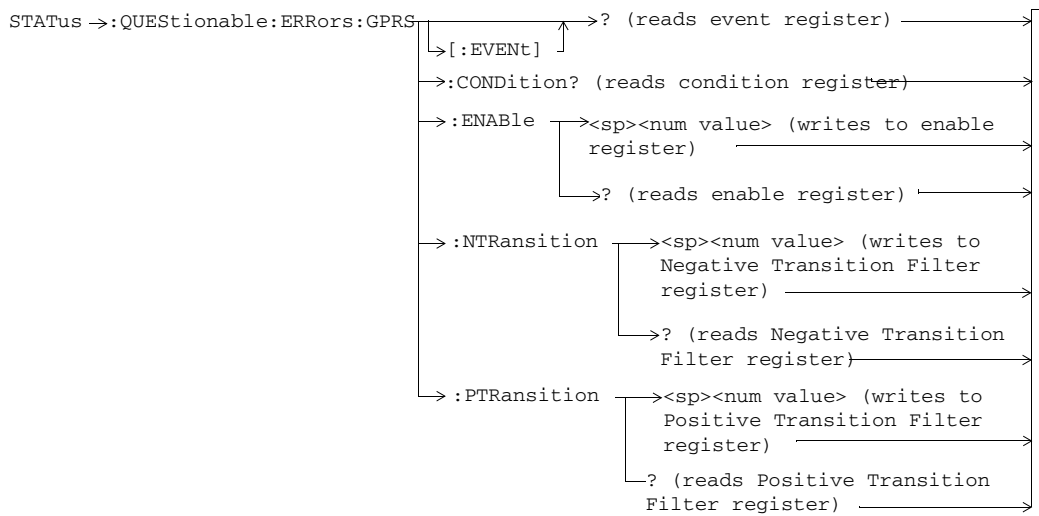 STATus :QUEStionable:ERRors:GPRS ? (reads event register)
[:EVENt]
:CONDition? (reads condition register)
:ENABle <sp><num value> (writes to enable
register)
? (reads enable register)
:NTRansition <sp><num value> (writes to
Negative Transition Filter
register)
? (reads Negative Transition
Filter register)
:PTRansition <sp><num value> (writes to
Positive Transition Filter
register)
? (reads Positive Transition
Filter register)